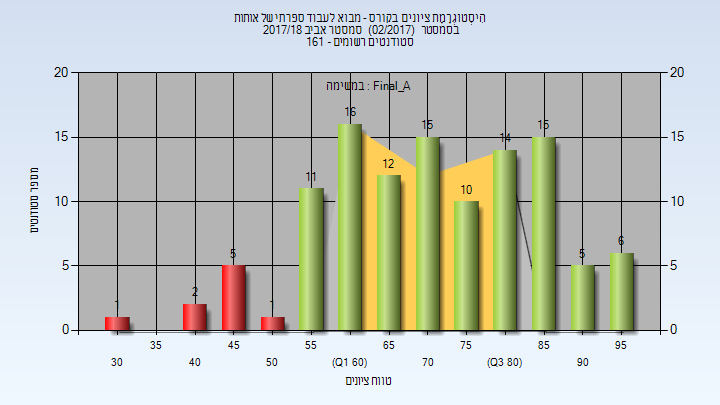 היסטוגרמת ציונים בקורס - מבוא לעבוד ספרתי של אותות
בסמסטר (02/2017) סמסטר אביב 2017/18
סטודנטים רשומים - 161
במשימה : Final_A
20 20
15 15
10 10
5 5
0 0
מספר סטודנטים
1 2 5 1 11 16 12 15 10 14 15 5 6
35 45 55 65 75 85 95
30 40 50 (Q1 60) 70 (Q3 80) 90
טווח ציונים